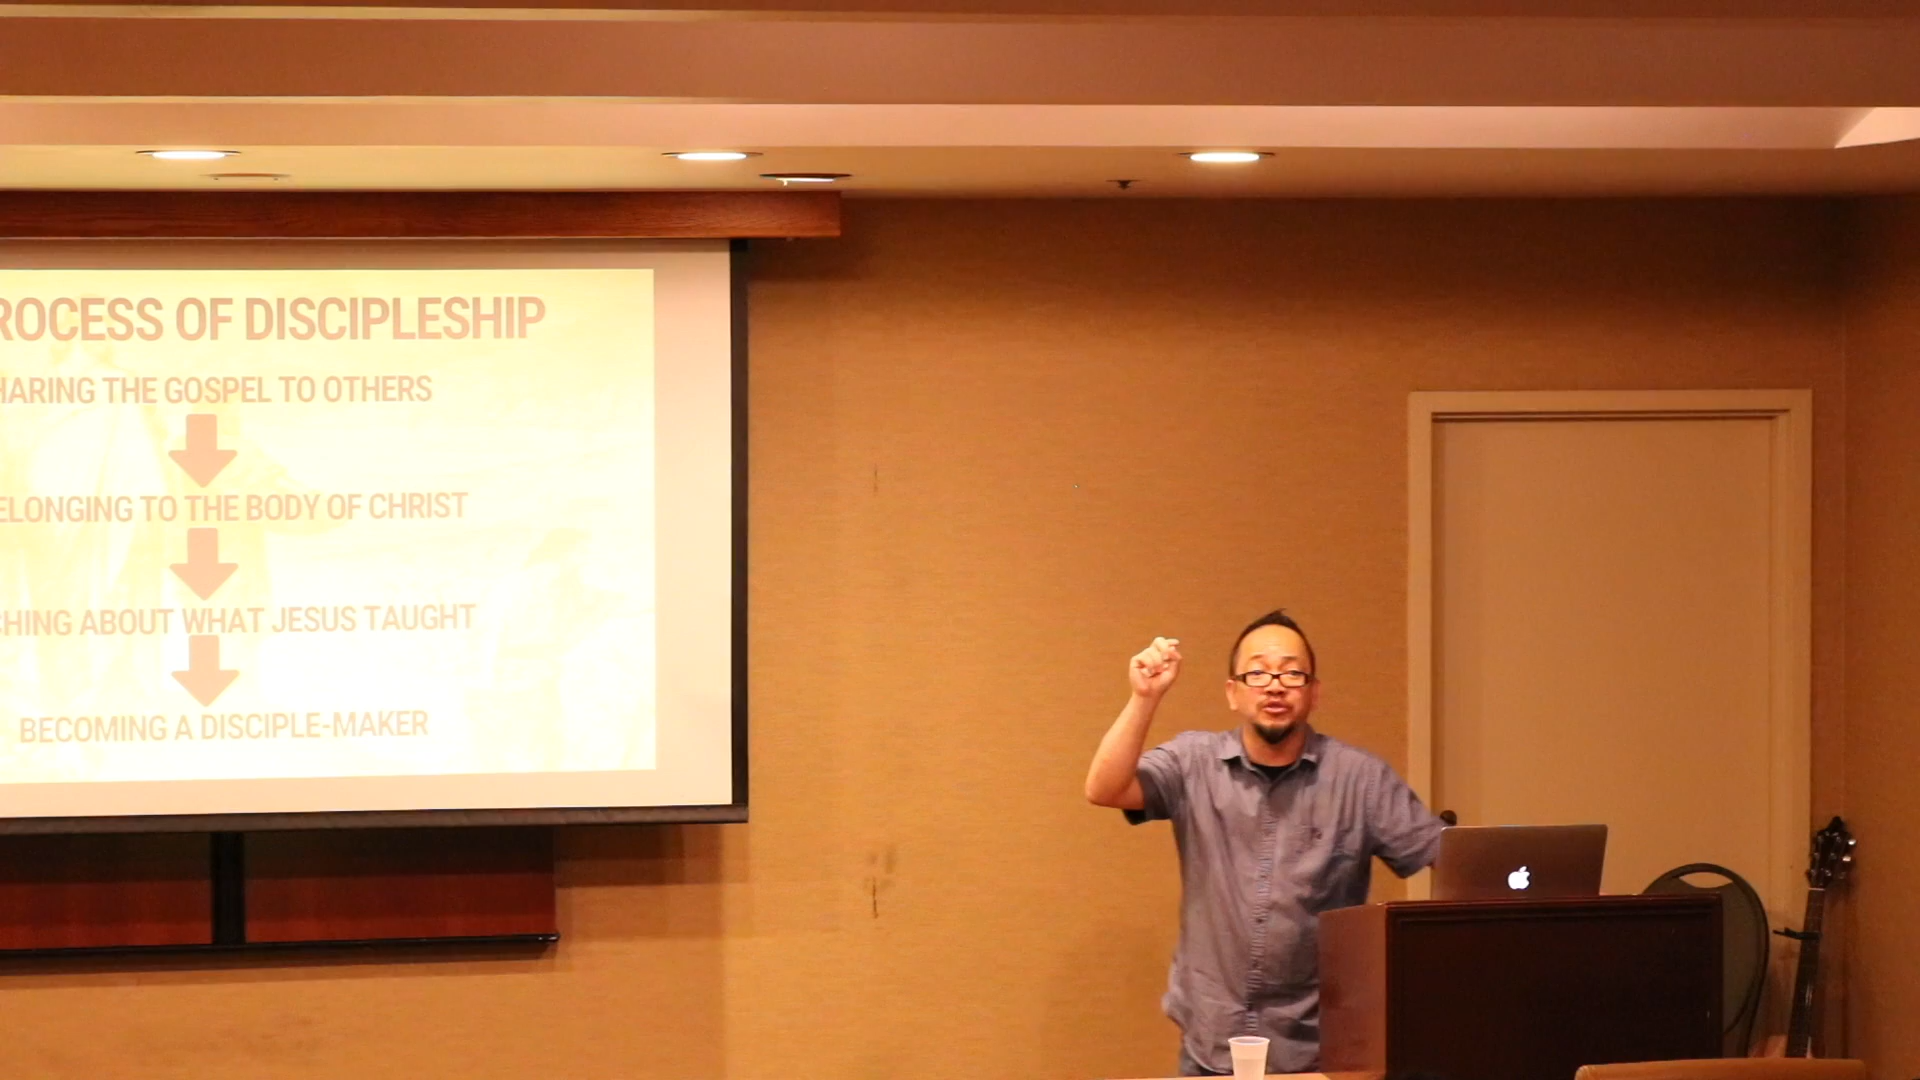 ROCESS OF DISCIPLESHIP
HARING THE GOSPEL TO OTHERS
ELONGING TO THE BODY OF CHRIST
CHING ABOUT WHAT JESUS TAUGHT
BECOMING A DISCIPLE-MAKER